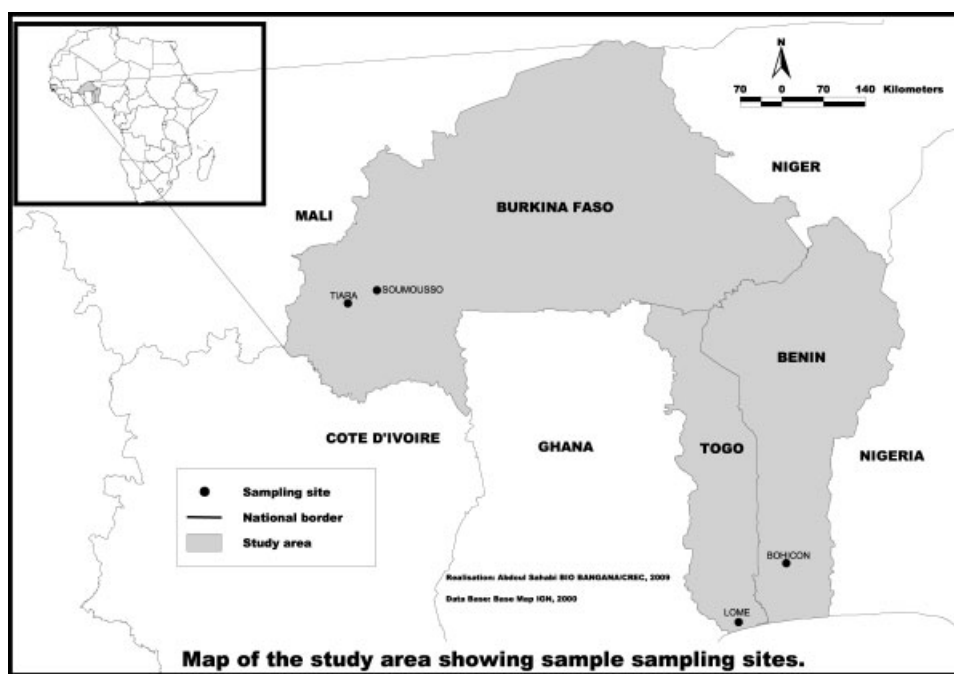 N
70 0 70 140 Kilometers
NIGER
BURKINA FASO
MALI
SOUMOUSSO
TIARA
BENIN
COTE D'IVOIRE
GHANA
TOGO
NIGERIA
Sampling site
National border
Study area
BOHICON
Realisation: Abdoul Sahabi BIO BANGANA/CREC, 2009
Data Base: Base Map IGN, 2000
LOME
Map of the study area showing sample sampling sites.